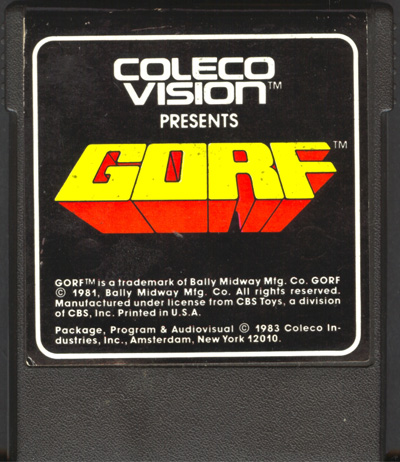 COLECO
VISION™
PRESENTS
GORF™
GORF™ is a trademark of Bally Midway Mfg. Co. GORF
© 1981, Bally Midway Mfg. Co. All rights reserved.
Manufactured under license from CBS Toys, a division
of CBS, Inc. Printed in U.S.A.
Package, Program & Audiovisual © 1983 Coleco In-
dustries, Inc., Amsterdam, New York 12010.